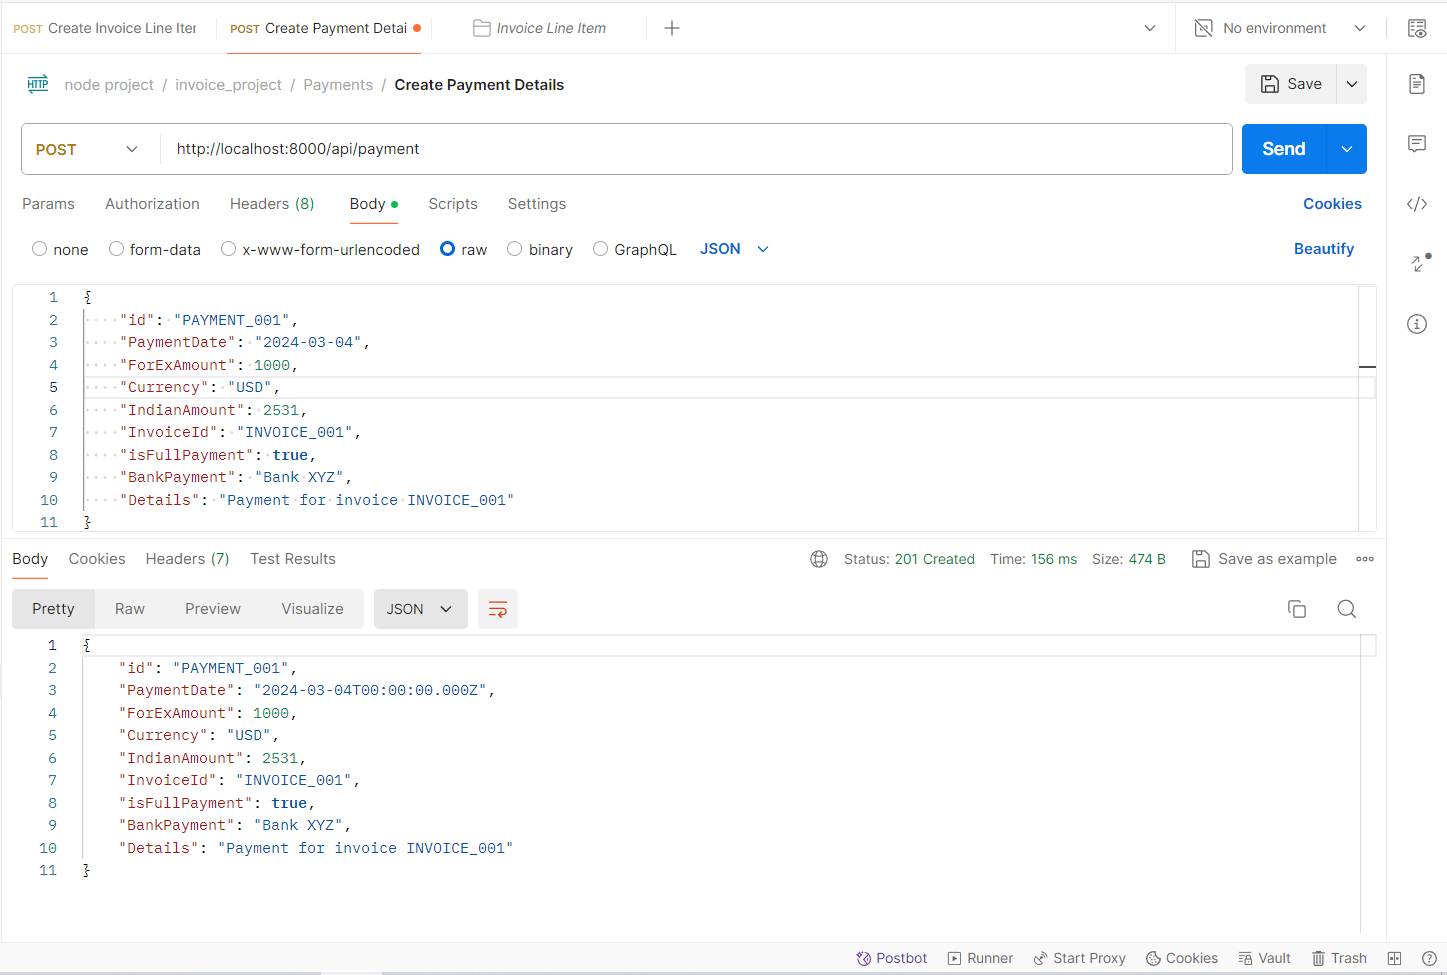 POST Create Invoice Line Iter POST Create Payment Detai Invoice Line Item No environment
HTTP node project / invoice_project / Payments / Create Payment Details Save
POST http://localhost:8000/api/payment Send
Params Authorization Headers (8) Body Scripts Settings Cookies
none form-data x-www-form-urlencoded raw binary GraphQL JSON Beautify
1 {
2 "id": "PAYMENT_001",
3 "PaymentDate": "2024-03-04",
4 "ForExAmount": 1000,
5 "Currency": "USD",
6 "IndianAmount": 2531,
7 "InvoiceId": "INVOICE_001",
8 "isFullPayment": true,
9 "BankPayment": "Bank XYZ",
10 "Details": "Payment for invoice INVOICE_001"
11 }
Body Cookies Headers (7) Test Results Status: 201 Created Time: 156 ms Size: 474 B Save as example
Pretty Raw Preview Visualize JSON
1 {
2 "id": "PAYMENT_001",
3 "PaymentDate": "2024-03-04T00:00:00.000Z",
4 "ForExAmount": 1000,
5 "Currency": "USD",
6 "IndianAmount": 2531,
7 "InvoiceId": "INVOICE_001",
8 "isFullPayment": true,
9 "BankPayment": "Bank XYZ",
10 "Details": "Payment for invoice INVOICE_001"
11 }
Postbot Runner Start Proxy Cookies Vault Trash